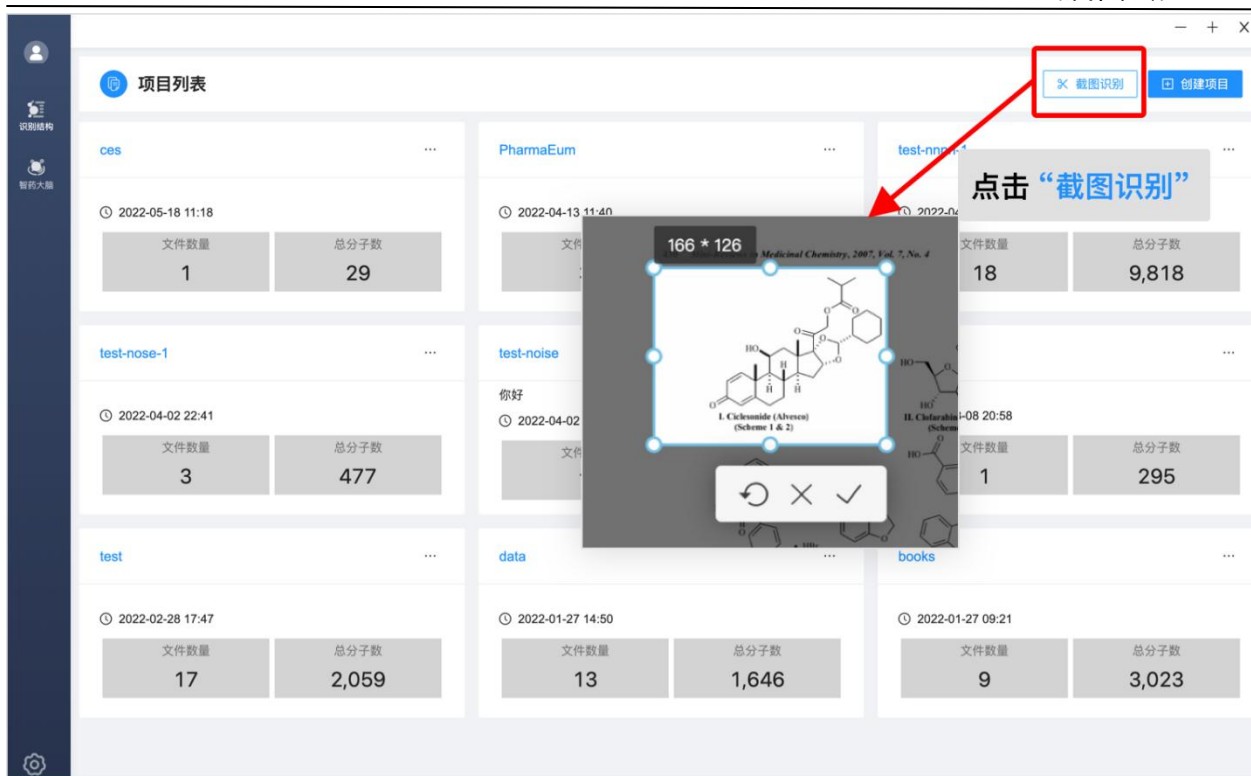 识别结构
智药大脑
项目列表
截图识别
创建项目
点击“截图识别”
ces
...
2022-05-18 11:18
文件数量
总分子数
1
29
PharmaEum
...
2022-04-13 11:40
...
文件数量
总分子数
18
9,818
test-nose-1
...
2022-04-02 22:41
文件数量
总分子数
3
477
test-noise
你好
2022-04-02
...
-08 20:58
文件数量
总分子数
1
295
166 * 126
in Medicinal Chemistry, 2007, Vol. 7, No. 4
HO
O
H
I. Ciclesonide (Alvesco)
(Scheme 1 & 2)
test
...
2022-02-28 17:47
文件数量
总分子数
17
2,059
data
...
2022-01-27 14:50
文件数量
总分子数
13
1,646
books
...
2022-01-27 09:21
文件数量
总分子数
9
3,023